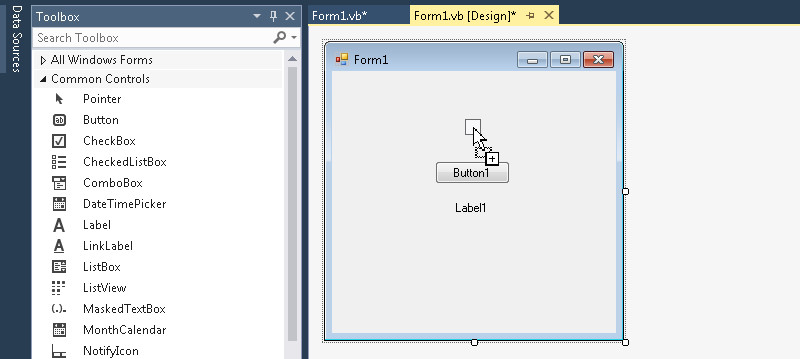 Data Sources
Toolbox
Search Toolbox
All Windows Forms
Common Controls
Pointer
Button
CheckBox
CheckedListBox
ComboBox
DateTimePicker
Label
LinkLabel
ListBox
ListView
MaskedTextBox
MonthCalendar
NotifyIcon
Form1.vb*
Form1.vb [Design]*
Form1
Button1
Label1